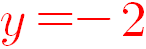 y = – 2